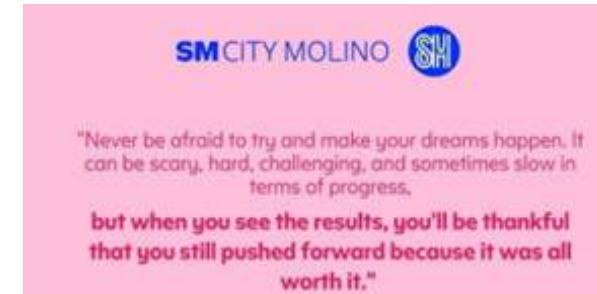 SM CITY MOLINO SM
"Never be afraid to try and make your dreams happen. It
can be scary, hard, challenging, and sometimes slow in
terms of progress,
but when you see the results, you'll be thankful
that you still pushed forward because it was all
worth it."